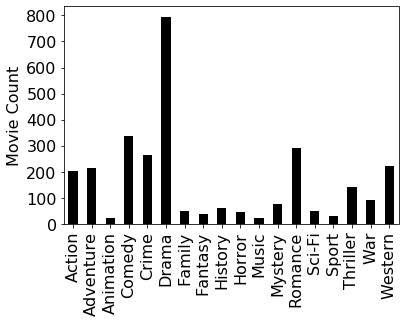 Movie Count
800
700
600
500
400
300
200
100
0
Action
Adventure
Animation
Comedy
Crime
Drama
Family
Fantasy
History
Horror
Music
Mystery
Romance
Sci-Fi
Sport
Thriller
War
Western